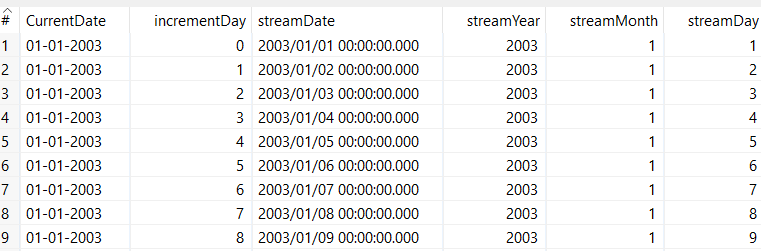 # CurrentDate incrementDay streamDate streamYear streamMonth streamDay
1 01-01-2003 0 2003/01/01 00:00:00.000 2003 1 1
2 01-01-2003 1 2003/01/02 00:00:00.000 2003 1 2
3 01-01-2003 2 2003/01/03 00:00:00.000 2003 1 3
4 01-01-2003 3 2003/01/04 00:00:00.000 2003 1 4
5 01-01-2003 4 2003/01/05 00:00:00.000 2003 1 5
6 01-01-2003 5 2003/01/06 00:00:00.000 2003 1 6
7 01-01-2003 6 2003/01/07 00:00:00.000 2003 1 7
8 01-01-2003 7 2003/01/08 00:00:00.000 2003 1 8
9 01-01-2003 8 2003/01/09 00:00:00.000 2003 1 9